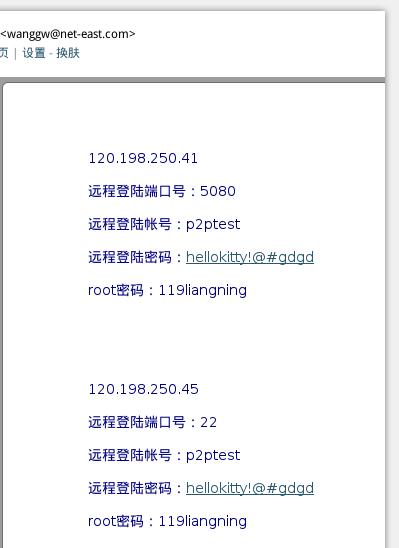 <wanggw@net-east.com>
页 | 设置 - 换肤
120.198.250.41
远程登陆端口号：5080
远程登陆帐号：p2ptest
远程登陆密码：hellokitty!@#gdgd
root密码：119liangning
120.198.250.45
远程登陆端口号：22
远程登陆帐号：p2ptest
远程登陆密码：hellokitty!@#gdgd
root密码：119liangning